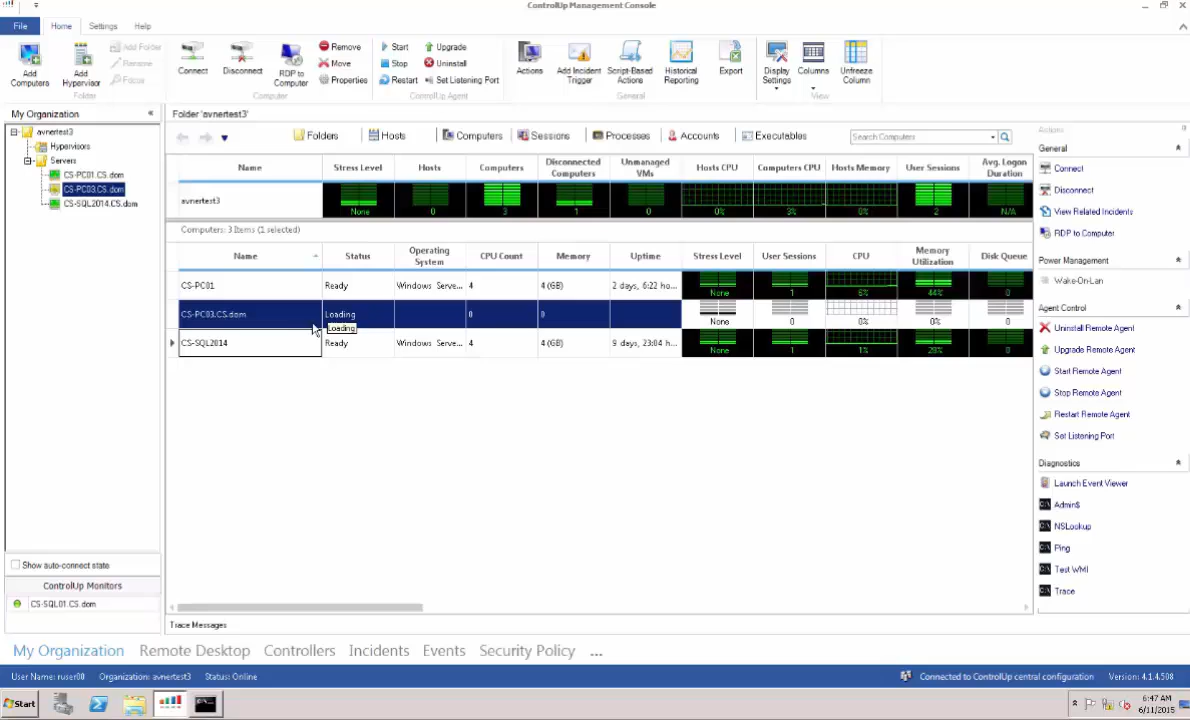 ControlUp Management Console
File Home Settings Help
Add Computers
Add Hypervisor
Add Folder
Rename
Focus
Folder
Connect
Disconnect
RDP to Computer
Remove
Move
Properties
Computer
Start
Stop
Restart
Upgrade
Uninstall
Set Listening Port
ControlUp Agent
Actions
Add Incident Trigger
Script-Based Actions
Historical Reporting
Export
General
Display Settings
Columns
Unfreeze Column
View
My Organization
avnertest3
Hypervisors
Servers
CS-PC01.CS.dom
CS-PC03.CS.dom
CS-SQL2014.CS.dom
Show auto-connect state
ControlUp Monitors
CS-SQL01.CS.dom
Folder 'avnertest3'
Folders Hosts Computers Sessions Processes Accounts Executables Search Computers
Name Stress Level Hosts Computers Disconnected Computers Unmanaged VMs Hosts CPU Computers CPU Hosts Memory User Sessions Avg. Logon Duration
avnertest3 None 0 3 1 0 0% 3% 0% 2 N/A
Computers: 3 Items (1 selected)
Name Status Operating System CPU Count Memory Uptime Stress Level User Sessions CPU Memory Utilization Disk Queue
CS-PC01 Ready Windows Serve... 4 4 (GB) 2 days, 6:22 ho... None 1 6% 44% 0
CS-PC03.CS.dom Loading 0 0 None 0 0% 0% 0
Loading
CS-SQL2014 Ready Windows Serve... 4 4 (GB) 9 days, 23:04 h... None 1 1% 28% 0
Trace Messages
Actions
General
Connect
Disconnect
View Related Incidents
RDP to Computer
Power Management
Wake-On-Lan
Agent Control
Uninstall Remote Agent
Upgrade Remote Agent
Start Remote Agent
Stop Remote Agent
Restart Remote Agent
Set Listening Port
Diagnostics
Launch Event Viewer
Admin$
NSLookup
Ping
Test WMI
Trace
My Organization Remote Desktop Controllers Incidents Events Security Policy ...
User Name: ruser00 Organization: avnertest3 Status: Online Connected to ControlUp central configuration Version: 4.1.4.508
Start
6:47 AM
6/11/2015